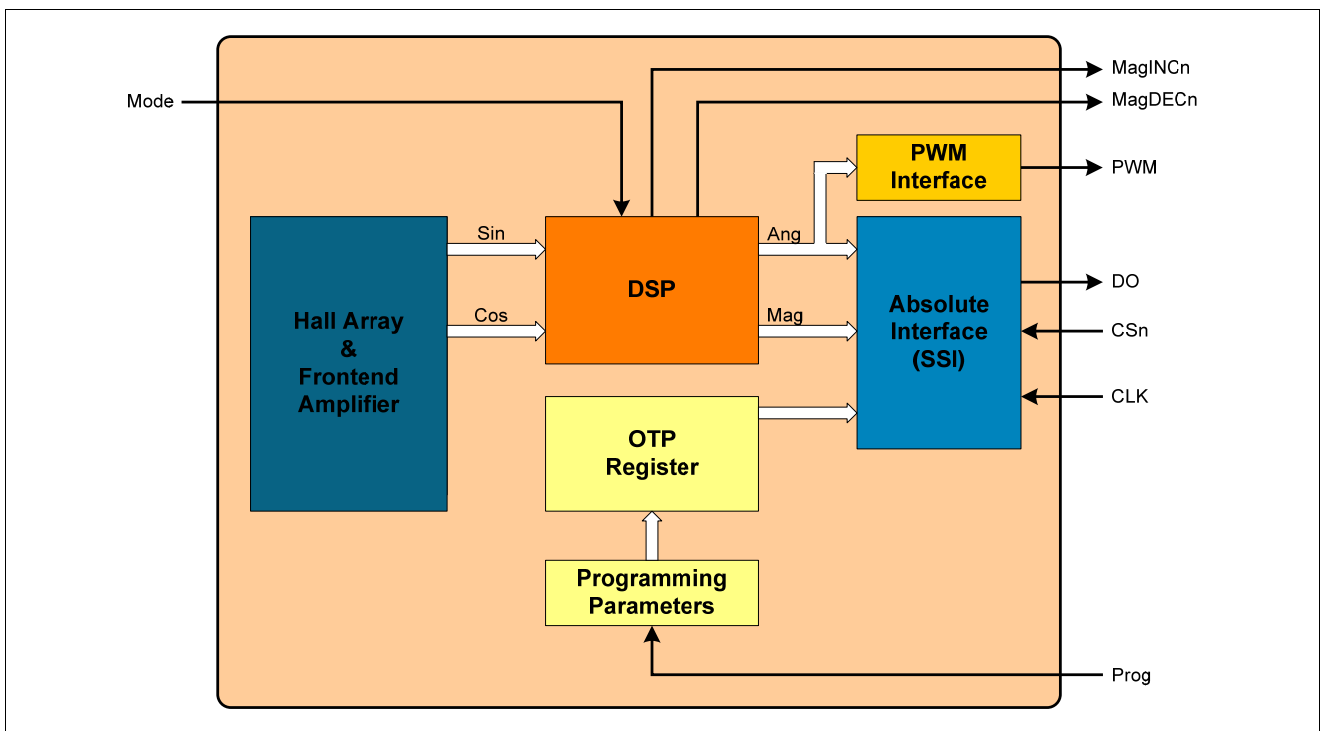 MagINCn
Mode
MagDECn
PWM
Interface
PWM
Sin
Ang
DSP
Hall Array
&
Frontend
Amplifier
Cos
Mag
Absolute
Interface
(SSI)
DO
CSn
CLK
OTP
Register
Programming
Parameters
Prog